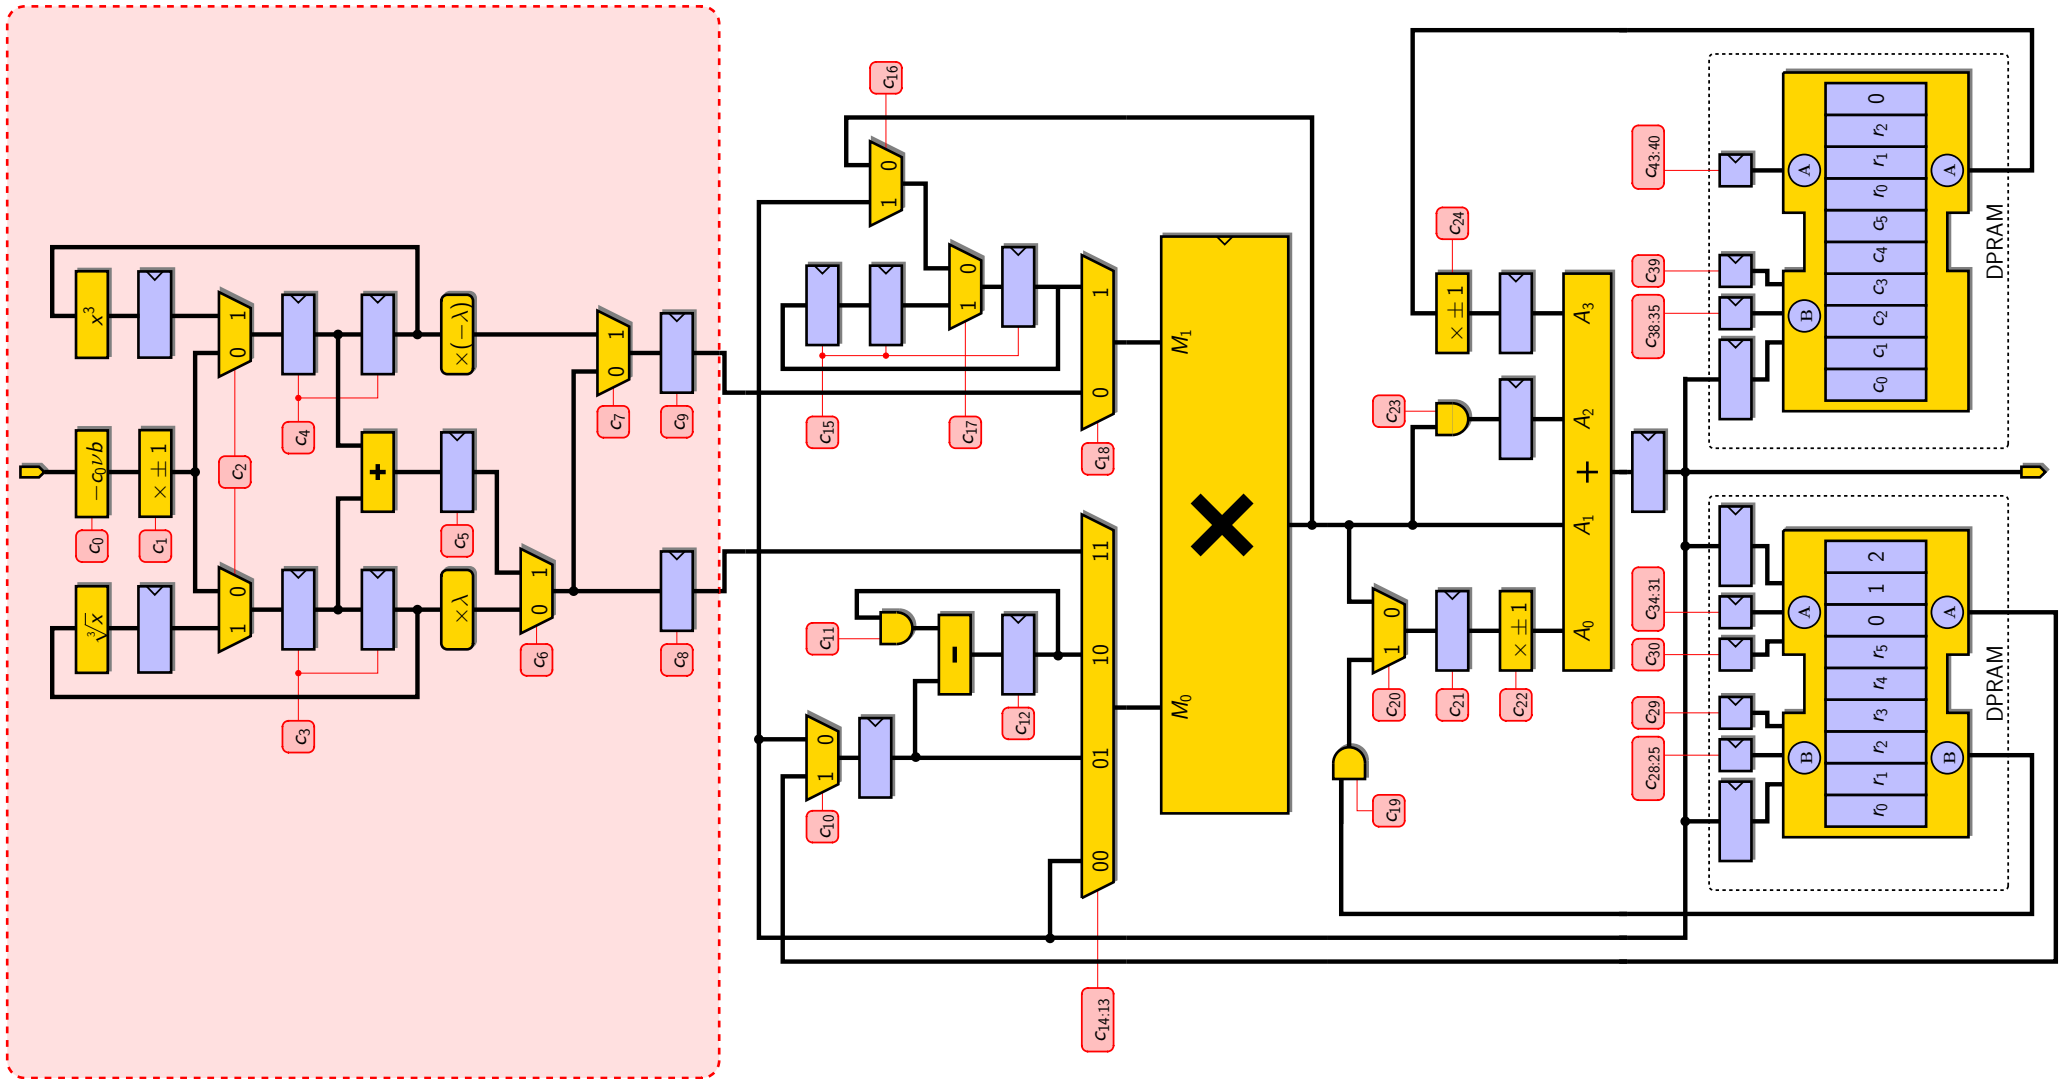 ∛x
c₀
−c₀νb
x³
c₁
× ± 1
1 0
c₂
0 1
c₃
c₄
+
×λ
c₅
×(−λ)
c₆
0 1
c₇
0 1
c₈
c₉
c₁₀
1 0
c₁₁
c₁₅
1 0
c₁₆
-
c₁₇
1 0
c₁₂
c₁₄:₁₃
00 01 10 11
c₁₈
0 1
M₀
M₁
×
c₁₉
c₂₀
1 0
c₂₃
c₂₁
× ± 1
c₂₄
c₂₂
× ± 1
A₀ A₁ + A₂ A₃
c₂₈:₂₅
c₂₉
c₃₀
c₃₄:₃₁
c₃₈:₃₅
c₃₉
c₄₃:₄₀
B A
B A
r₀ r₁ r₂ r₃ r₄ r₅ 0 1 2
c₀ c₁ c₂ c₃ c₄ c₅ r₀ r₁ r₂ 0
B A
A
DPRAM
DPRAM